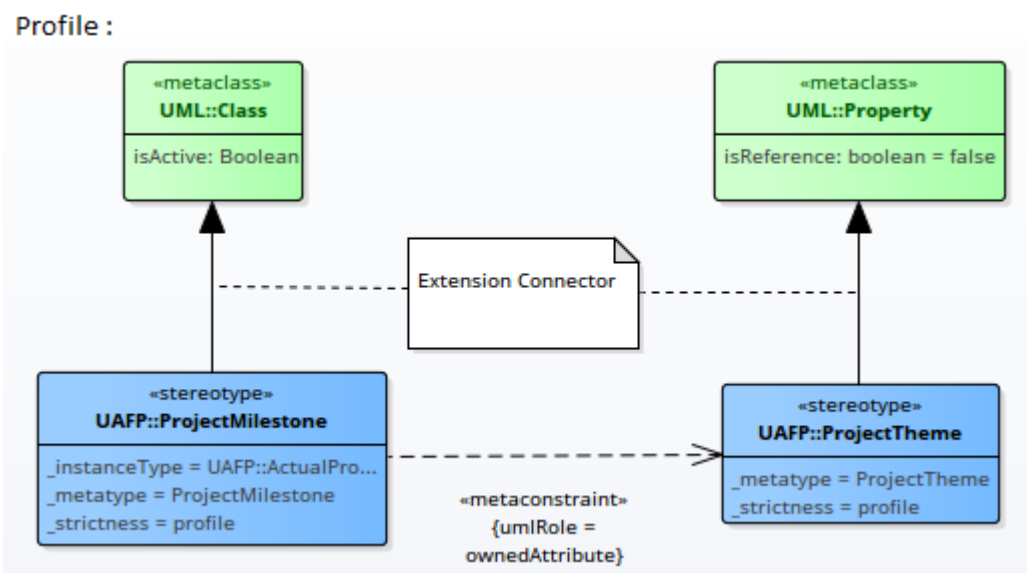 Profile :
«metaclass»
UML::Class
isActive: Boolean
«metaclass»
UML::Property
isReference: boolean = false
Extension Connector
«stereotype»
UAFP::ProjectMilestone
_instanceType = UAFP::ActualPro...
_metatype = ProjectMilestone
_strictness = profile
«metaconstraint»
{umlRole =
ownedAttribute}
«stereotype»
UAFP::ProjectTheme
_metatype = ProjectTheme
_strictness = profile